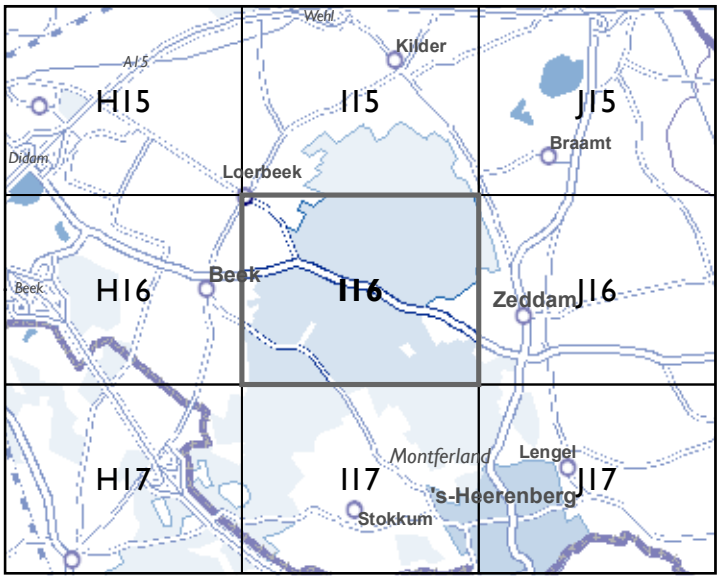 Wehl
Kilder
A15
H15
I15
J15
Braamt
Didam
Loerbeek
Beek
Beek
H16
I16
Zeddam
J16
Montferland
Lengel
H17
I17
's-Heerenberg
J17
Stokkum